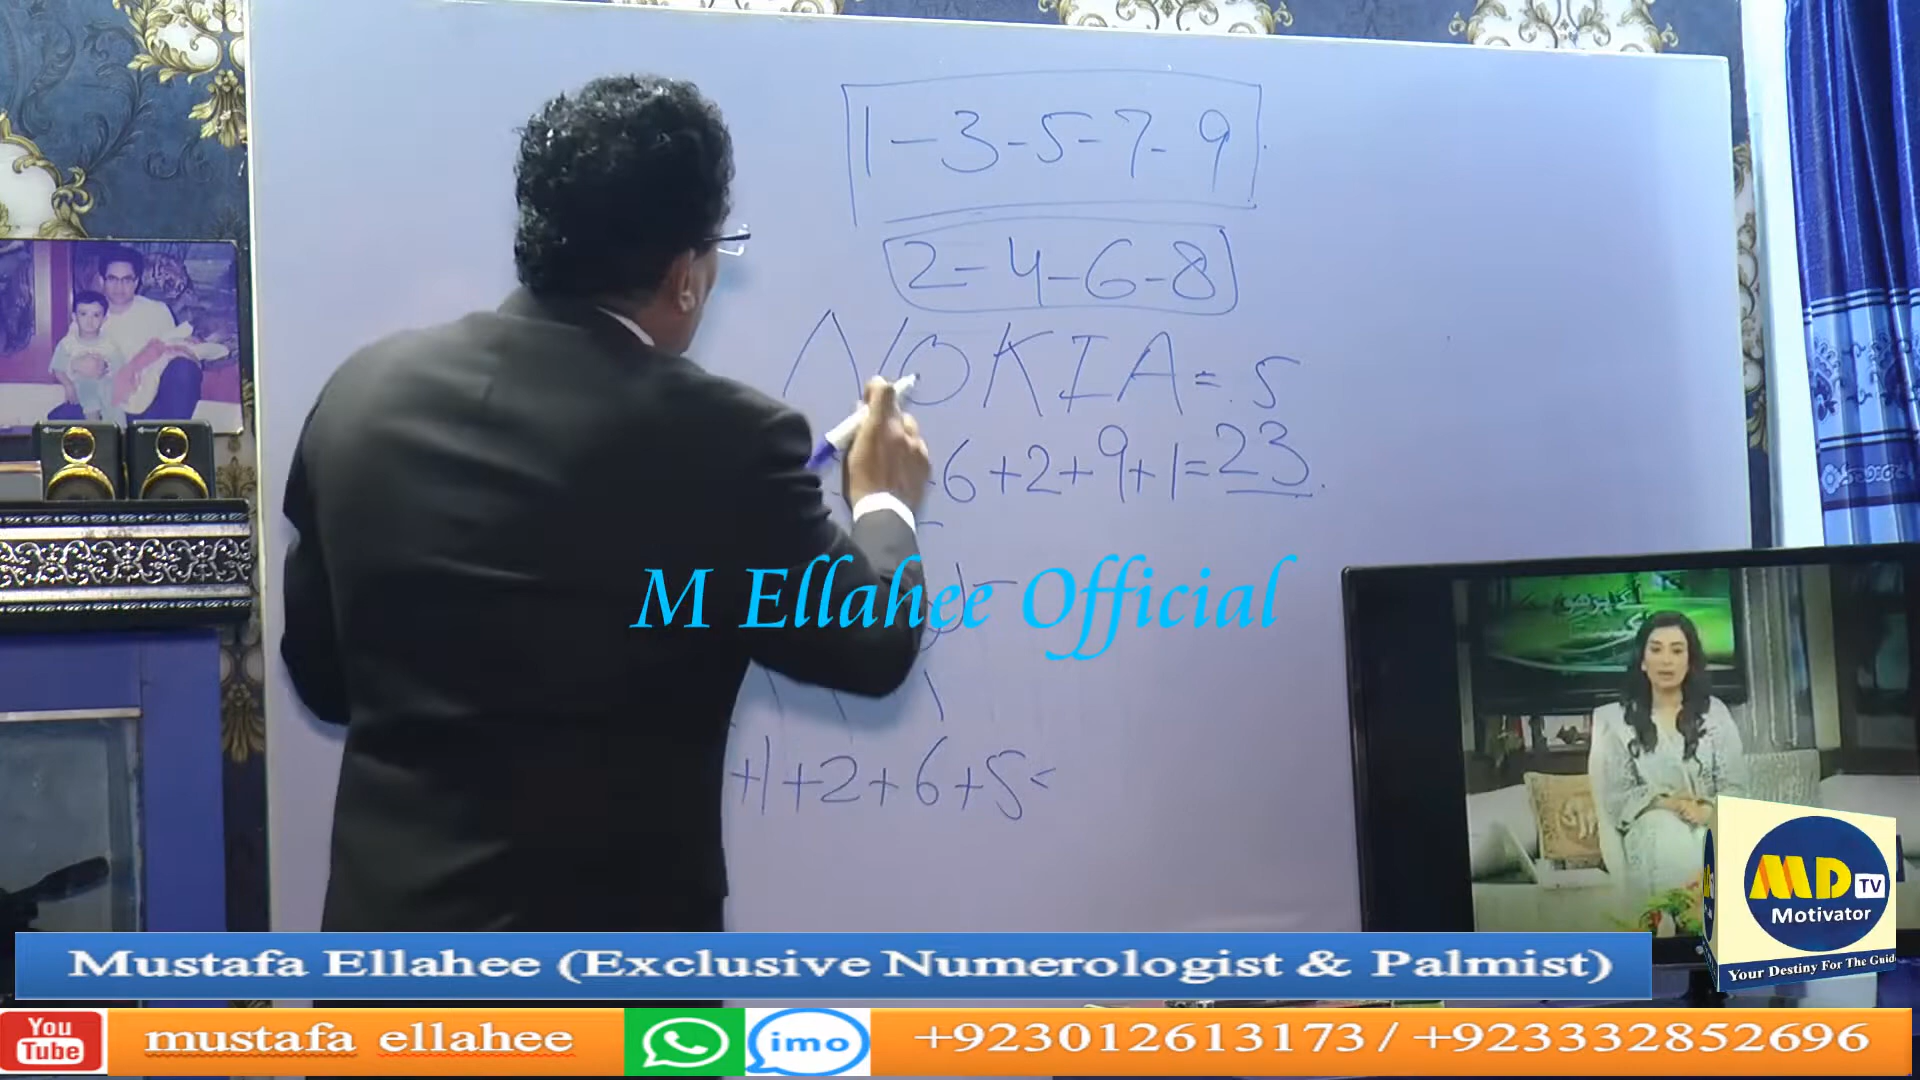 1-3-5-7-9
2-4-6-8
NOKIA = 5
6+2+9+1=23
M Ellahee Official
+1+2+6+5=
MD TV
Motivator
Your Destiny For The Guid
Mustafa Ellahee (Exclusive Numerologist & Palmist)
You Tube mustafa ellahee imo +923012613173 / +923332852696